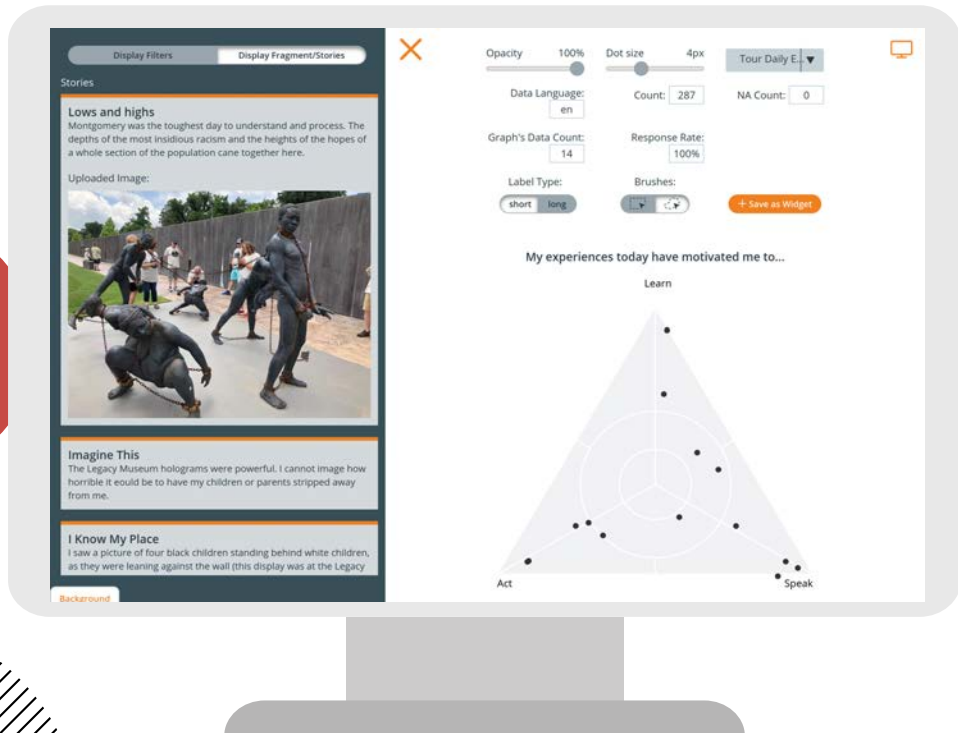 Display Filters
Display Fragment/Stories
Stories
Lows and highs
Montgomery was the toughest day to understand and process. The
depths of the most insidious racism and the heights of the hopes of
a whole section of the population cane together here.
Uploaded Image:
Imagine This
The Legacy Museum holograms were powerful. I cannot image how
horrible it eould be to have my children or parents stripped away
from me.
I Know My Place
I saw a picture of four black children standing behind white children,
as they were leaning against the wall (this display was at the Legacy
Background
Opacity 100%
Dot size 4px
Tour Daily E...
Data Language:
en
Count: 287
NA Count: 0
Graph's Data Count:
14
Response Rate:
100%
Label Type:
short long
Brushes:
+ Save as Widget
My experiences today have motivated me to...
Learn
Act
Speak